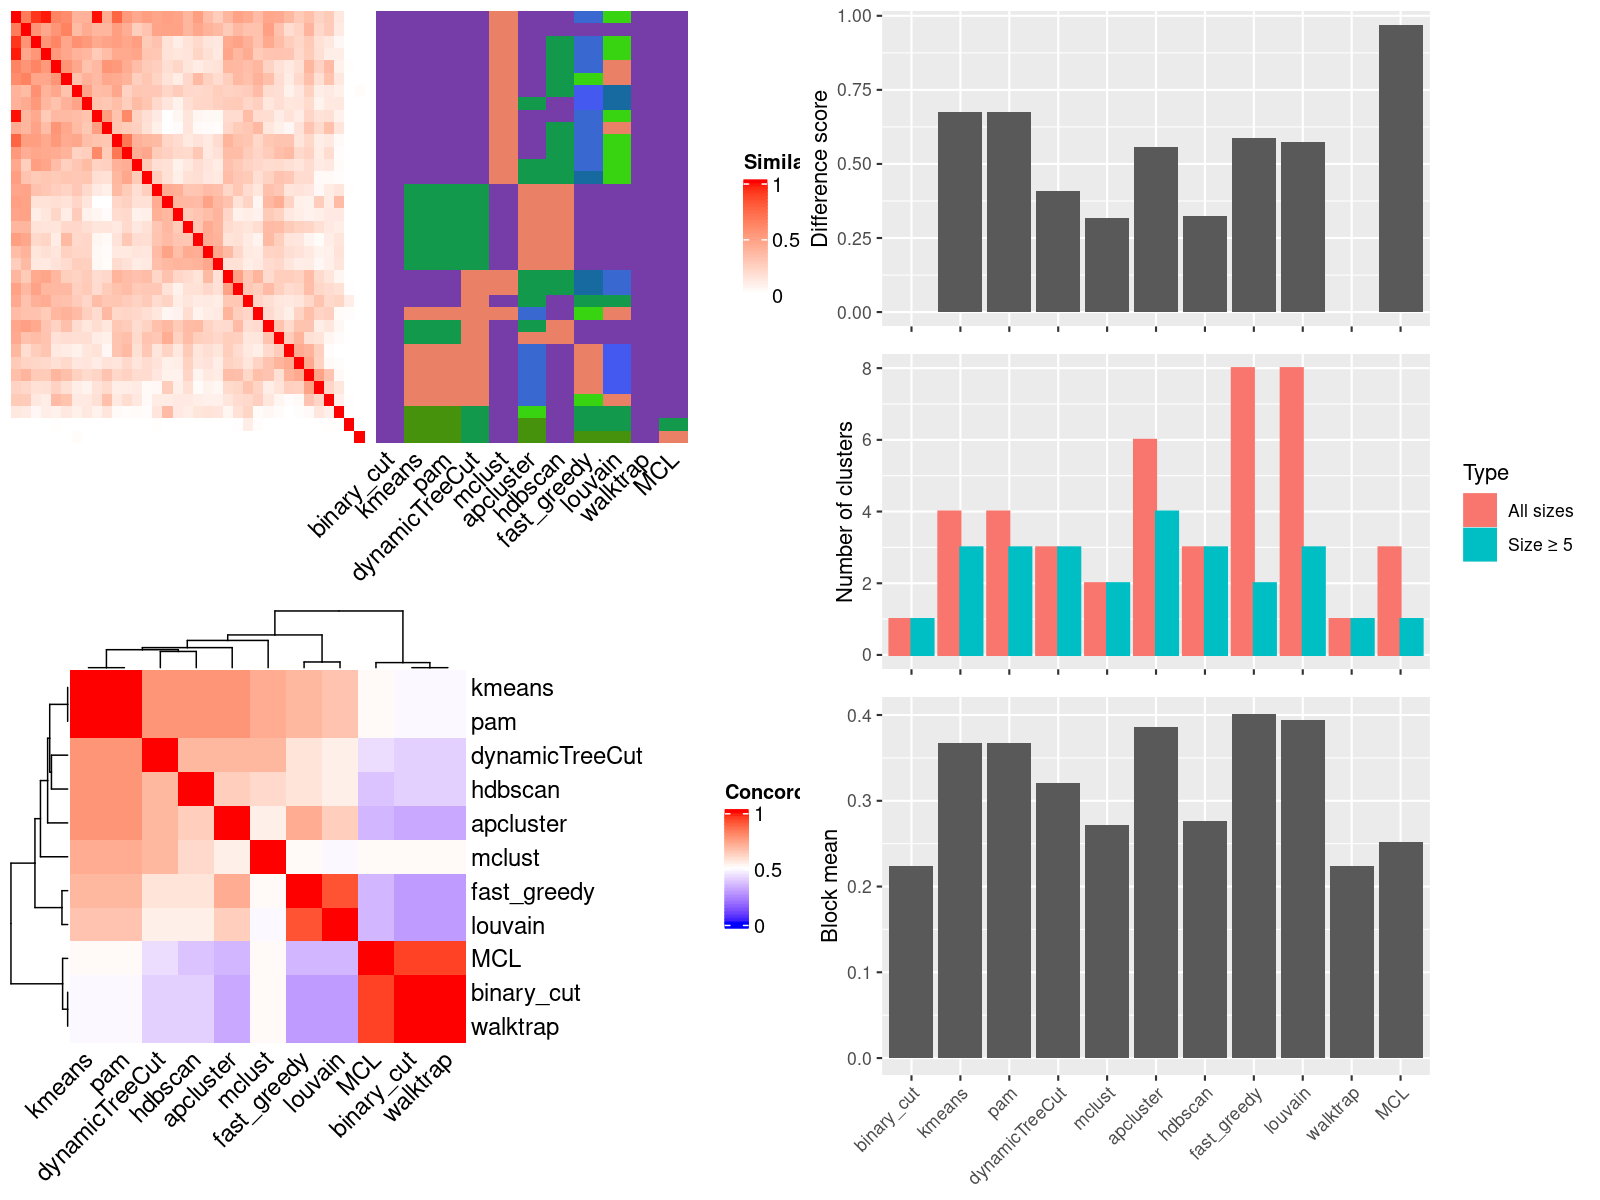 Simila
1
0.5
0
binary_cut
kmeans
pam
dynamicTreeCut
mclust
apcluster
hdbscan
fast_greedy
louvain
walktrap
MCL
kmeans
pam
dynamicTreeCut
hdbscan
apcluster
mclust
fast_greedy
louvain
MCL
binary_cut
walktrap
Concord
1
0.5
0
kmeans
pam
dynamicTreeCut
hdbscan
apcluster
mclust
fast_greedy
louvain
MCL
binary_cut
walktrap
Difference score
1.00
0.75
0.50
0.25
0.00
Number of clusters
8
6
4
2
0
Type
All sizes
Size ≥ 5
Block mean
0.4
0.3
0.2
0.1
0.0
binary_cut
kmeans
pam
dynamicTreeCut
mclust
apcluster
hdbscan
fast_greedy
louvain
walktrap
MCL